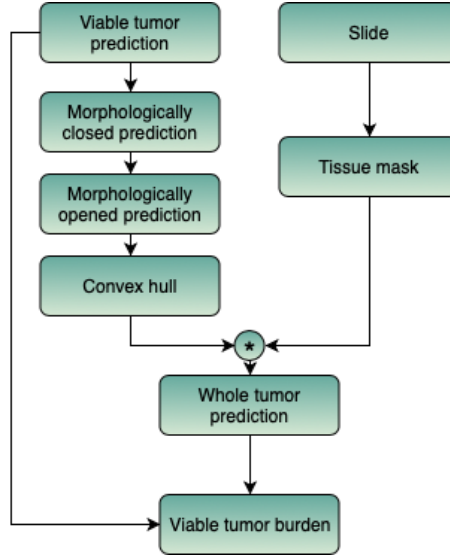 Viable tumor
prediction
Slide
Morphologically
closed prediction
Tissue mask
Morphologically
opened prediction
Convex hull
*
Whole tumor
prediction
Viable tumor burden